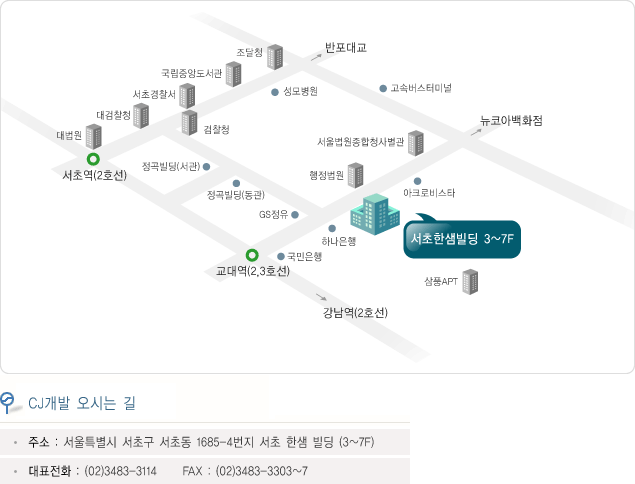 반포대교
조달청
국립중앙도서관
성모병원
고속버스터미널
서초경찰서
대검찰청
뉴코아백화점
대법원
검찰청
서울법원종합청사별관
서초역(2호선)
정곡빌딩(서관)
행정법원
정곡빌딩(동관)
아크로비스타
GS정유
하나은행
서초한샘빌딩 3~7F
국민은행
교대역(2,3호선)
삼풍APT
강남역(2호선)
CJ개발 오시는 길
주소 : 서울특별시 서초구 서초동 1685-4번지 서초 한샘 빌딩 (3~7F)
대표전화 : (02)3483-3114 FAX : (02)3483-3303~7